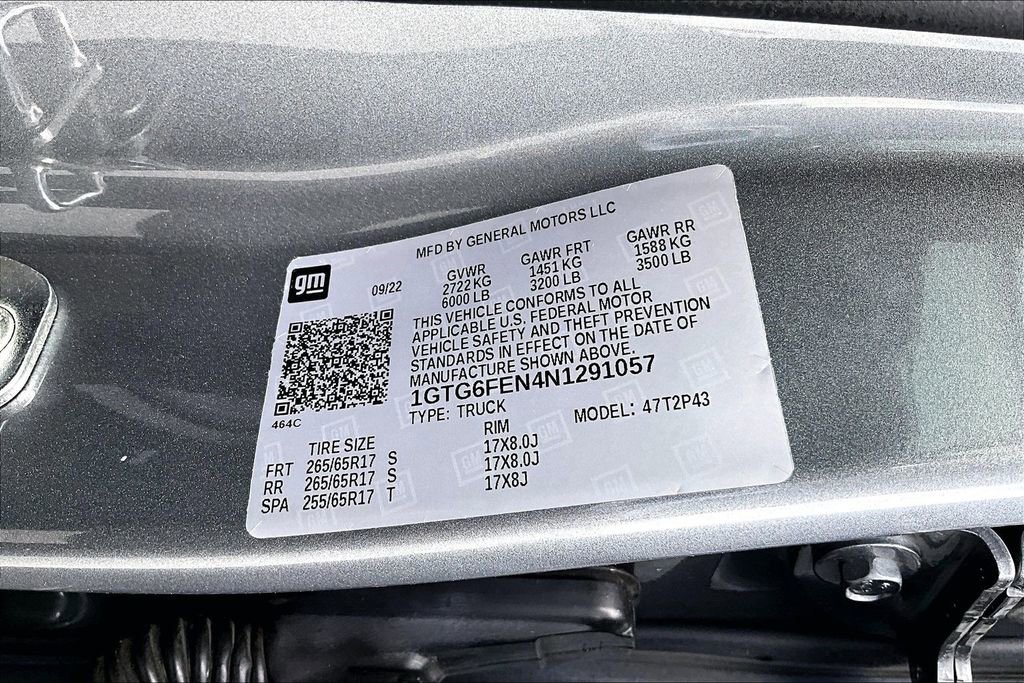 MFD BY GENERAL MOTORS LLC
gm
09/22
GVWR GAWR FRT GAWR RR
2722 KG 1451 KG 1588 KG
6000 LB 3200 LB 3500 LB
THIS VEHICLE CONFORMS TO ALL
APPLICABLE U.S. FEDERAL MOTOR
VEHICLE SAFETY AND THEFT PREVENTION
STANDARDS IN EFFECT ON THE DATE OF
MANUFACTURE SHOWN ABOVE.
1GTG6FEN4N1291057
464C
TYPE: TRUCK MODEL: 47T2P43
TIRE SIZE RIM
FRT 265/65R17 S 17X8.0J
RR 265/65R17 S 17X8.0J
SPA 255/65R17 T 17X8J